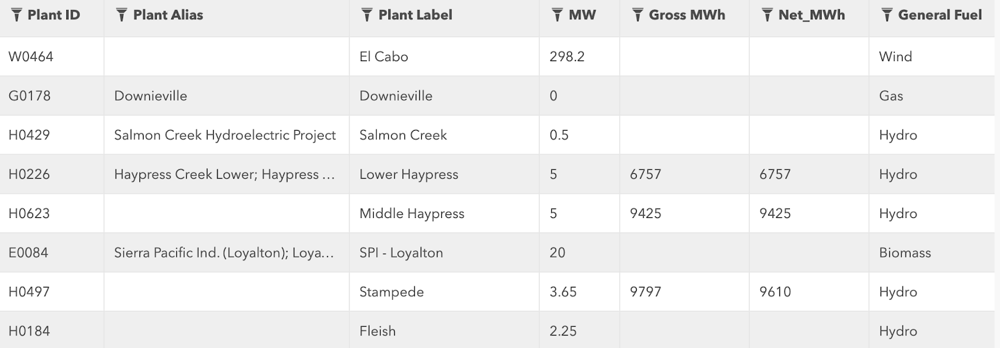 Plant ID Plant Alias Plant Label MW Gross MWh Net_MWh General Fuel
W0464 El Cabo 298.2 Wind
G0178 Downieville Downieville 0 Gas
H0429 Salmon Creek Hydroelectric Project Salmon Creek 0.5 Hydro
H0226 Haypress Creek Lower; Haypress ... Lower Haypress 5 6757 6757 Hydro
H0623 Middle Haypress 5 9425 9425 Hydro
E0084 Sierra Pacific Ind. (Loyalton); Loya... SPI - Loyalton 20 Biomass
H0497 Stampede 3.65 9797 9610 Hydro
H0184 Fleish 2.25 Hydro